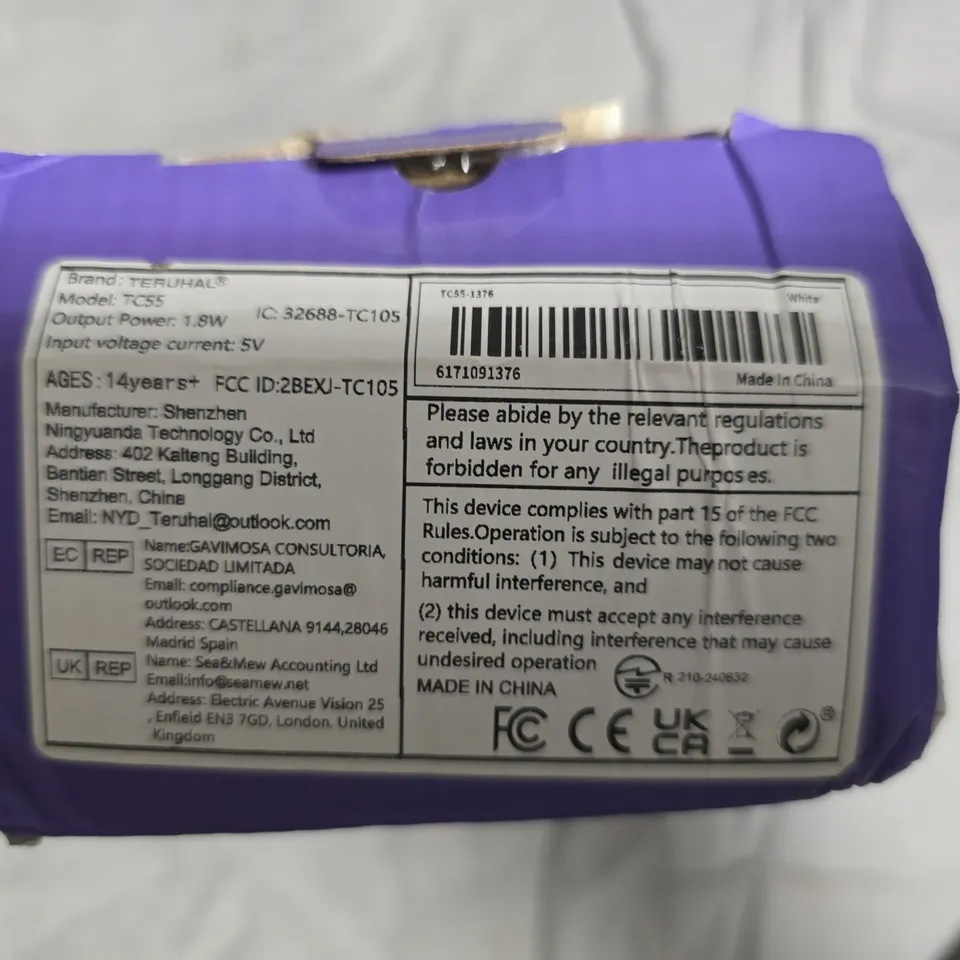 Brand: TERUHAL®
Model: TC55
Output Power: 1.8W
IC: 32688-TC105
Input voltage current: 5V
AGES: 14years+ FCC ID:2BEXJ-TC105
Manufacturer: Shenzhen
Ningyuanda Technology Co., Ltd
Address: 402 Kaiteng Building,
Bantian Street, Longgang District,
Shenzhen, China
Email: NYD_Teruhal@outlook.com
EC REP
Name:GAVIMOSA CONSULTORIA,
SOCIEDAD LIMITADA
Email: compliance.gavimosa@
outlook.com
Address: CASTELLANA 9144,28046
Madrid Spain
UK REP
Name: Sea&Mew Accounting Ltd
Email:info@seamew.net
Address: Electric Avenue Vision 25
, Enfield EN3 7GD, London. United
Kingdom
TC55-1376
White
6171091376
Made In China
Please abide by the relevant regulations
and laws in your country.Theproduct is
forbidden for any illegal purposes.
This device complies with part 15 of the FCC
Rules.Operation is subject to the following two
conditions: (1) This device may not cause
harmful interference, and
(2) this device must accept any interference
received, including interference that may cause
undesired operation
R 210-240832
MADE IN CHINA
FC CE UK CA ®